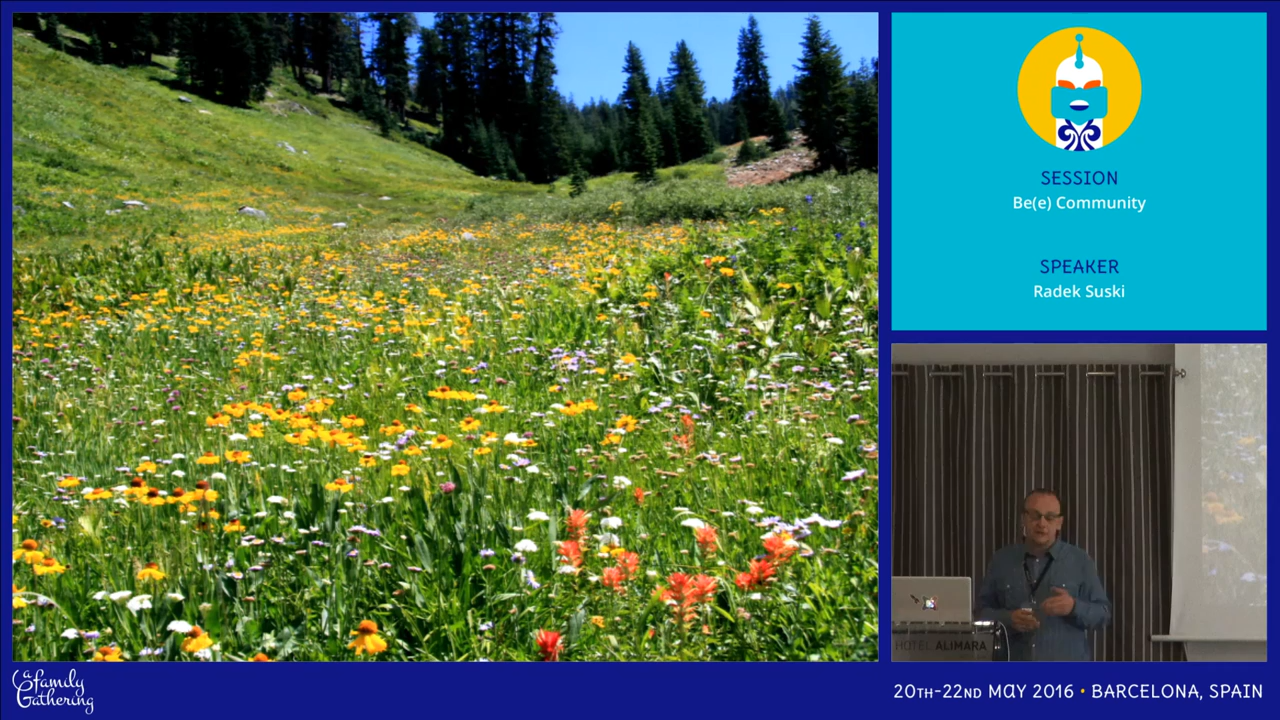 SESSION
Be(e) Community
SPEAKER
Radek Suski
HOTEL ALIMARA
a family
Gathering
20TH-22ND MAY 2016 • BARCELONA, SPAIN